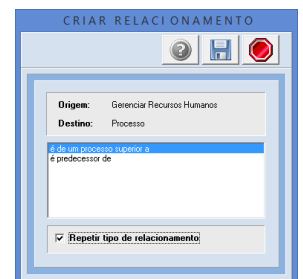 CRIAR RELACIONAMENTO
Origem: Gerenciar Recursos Humanos
Destino: Processo
é de um processo superior a
é predecessor de
Repetir tipo de relacionamento